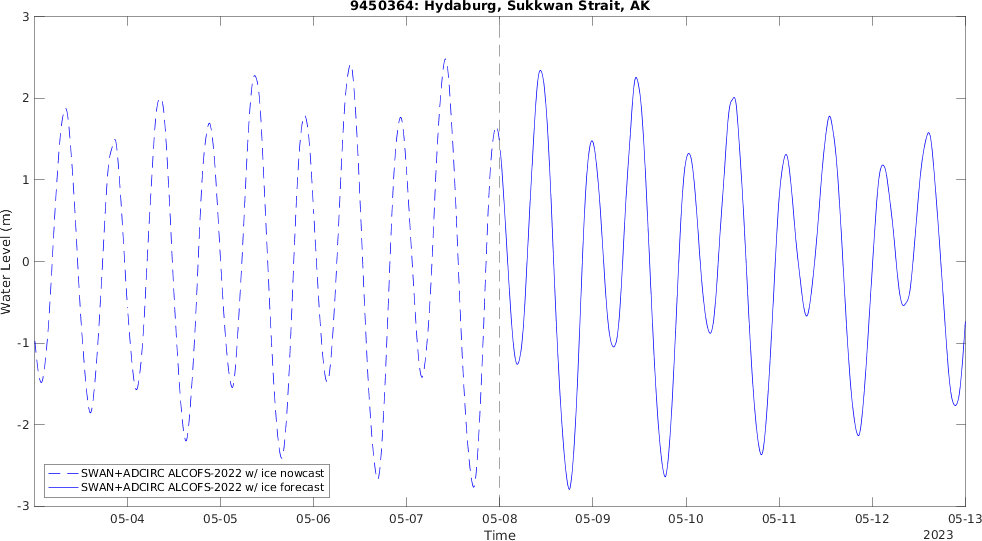 9450364: Hydaburg, Sukkwan Strait, AK
3
2
1
0
-1
-2
-3
Water Level (m)
SWAN+ADCIRC ALCOFS-2022 w/ ice nowcast
SWAN+ADCIRC ALCOFS-2022 w/ ice forecast
05-04 05-05 05-06 05-07 05-08 05-09 05-10 05-11 05-12 05-13
Time
2023